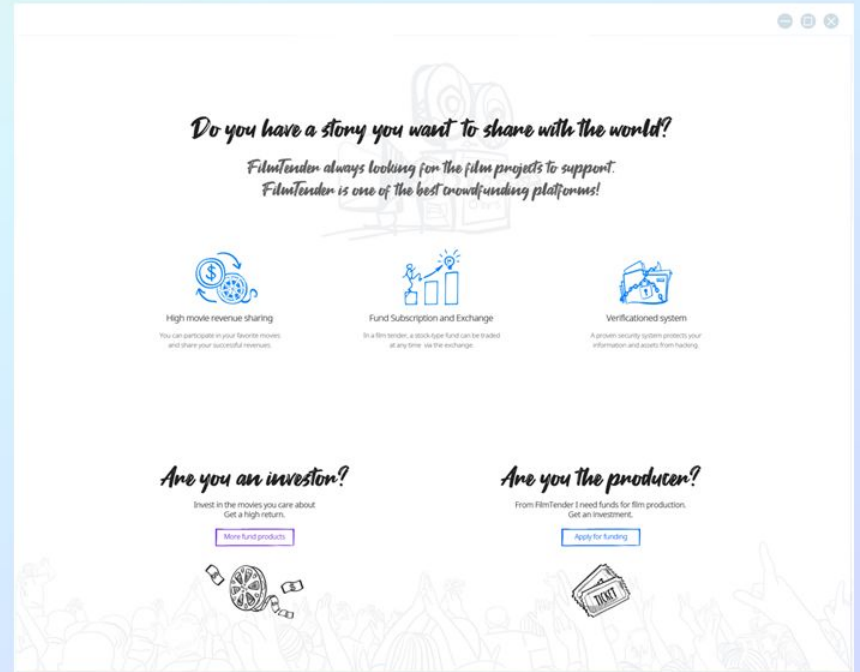 Do you have a story you want to share with the world?
FilmTender always looking for the film projects to support.
FilmTender is one of the best crowdfunding platforms!
High movie revenue sharing
You can participate in your favorite movies
and share your successful revenues.
Fund Subscription and Exchange
In a film tender, a stock-type fund can be traded
at any time via the exchange.
Verificationed system
A proven security system protects your
information and assets from hacking.
Are you an investor?
Invest in the movies you care about
Get a high return.
More fund products
Are you the producer?
From FilmTender I need funds for film production.
Get an investment.
Apply for funding
TICKET